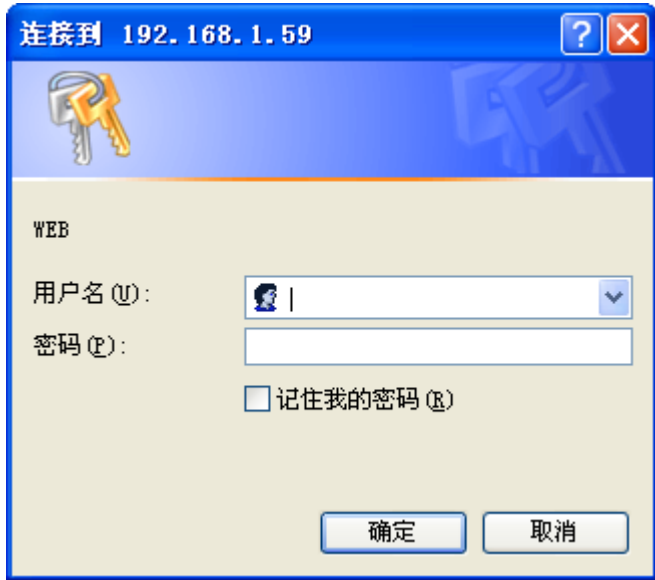 连接到 192.168.1.59
WEB
用户名(U):
密码(P):
记住我的密码(R)
确定 取消